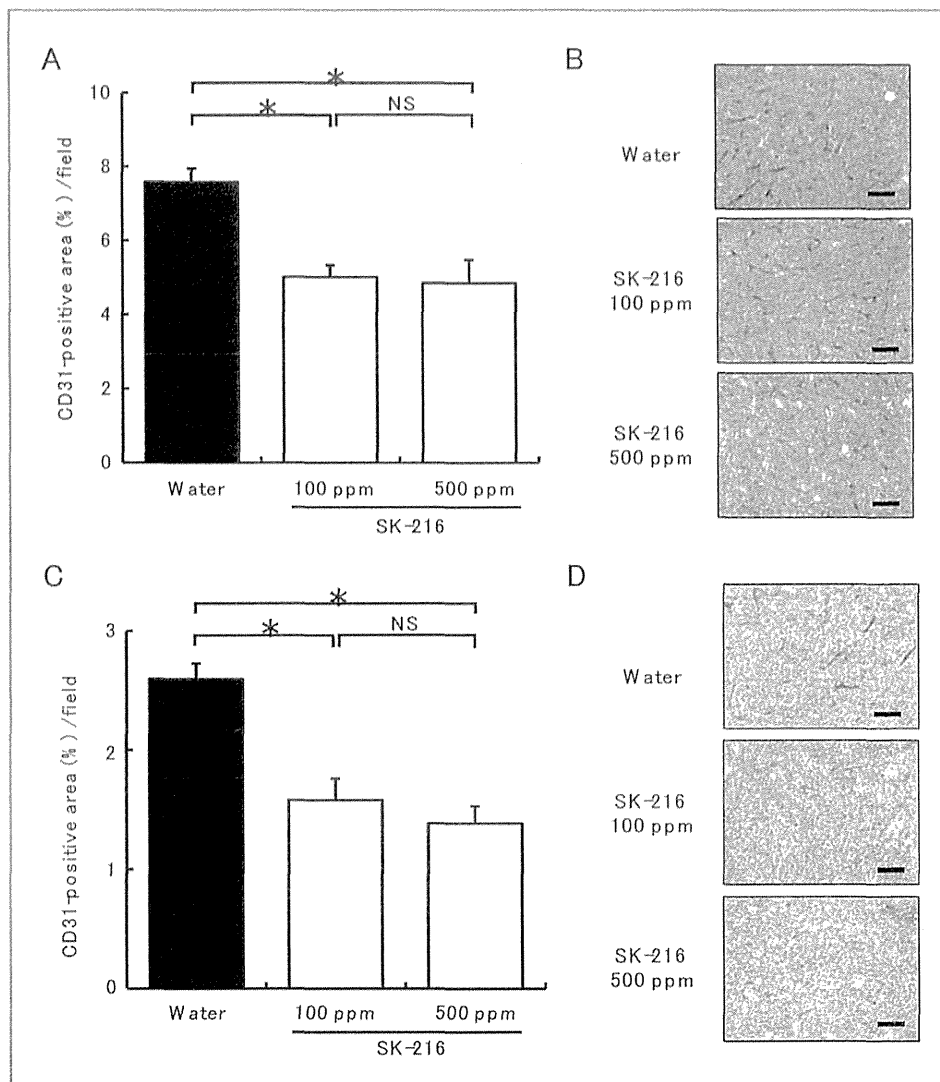 A
CD31-positive area (%) /field
10
8
6
4
2
0
*
*
NS
Water
100 ppm
500 ppm
SK-216
B
Water
SK-216
100 ppm
SK-216
500 ppm
C
CD31-positive area (%) /field
3
2
1
0
*
*
NS
Water
100 ppm
500 ppm
SK-216
D
Water
SK-216
100 ppm
SK-216
500 ppm